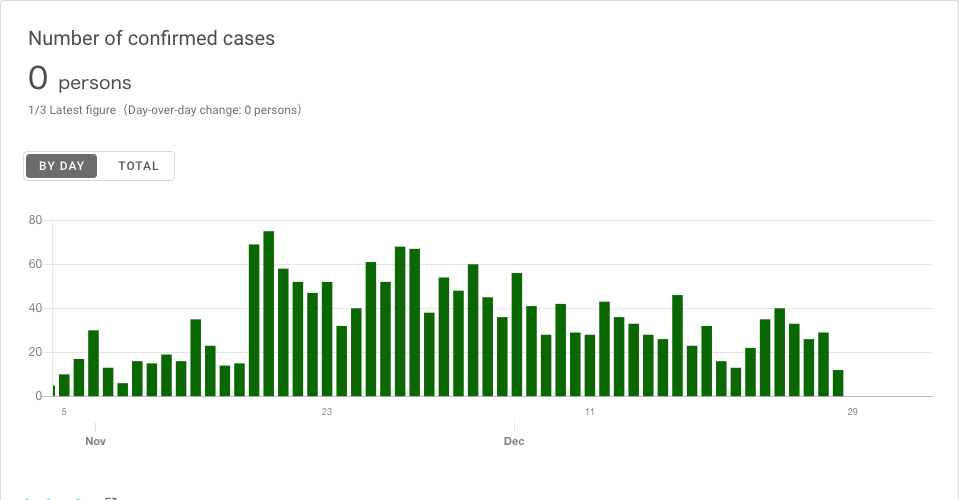 Number of confirmed cases
0 persons
1/3 Latest figure（Day-over-day change: 0 persons）
BY DAY TOTAL
80
60
40
20
0
5 23 11 29
Nov Dec